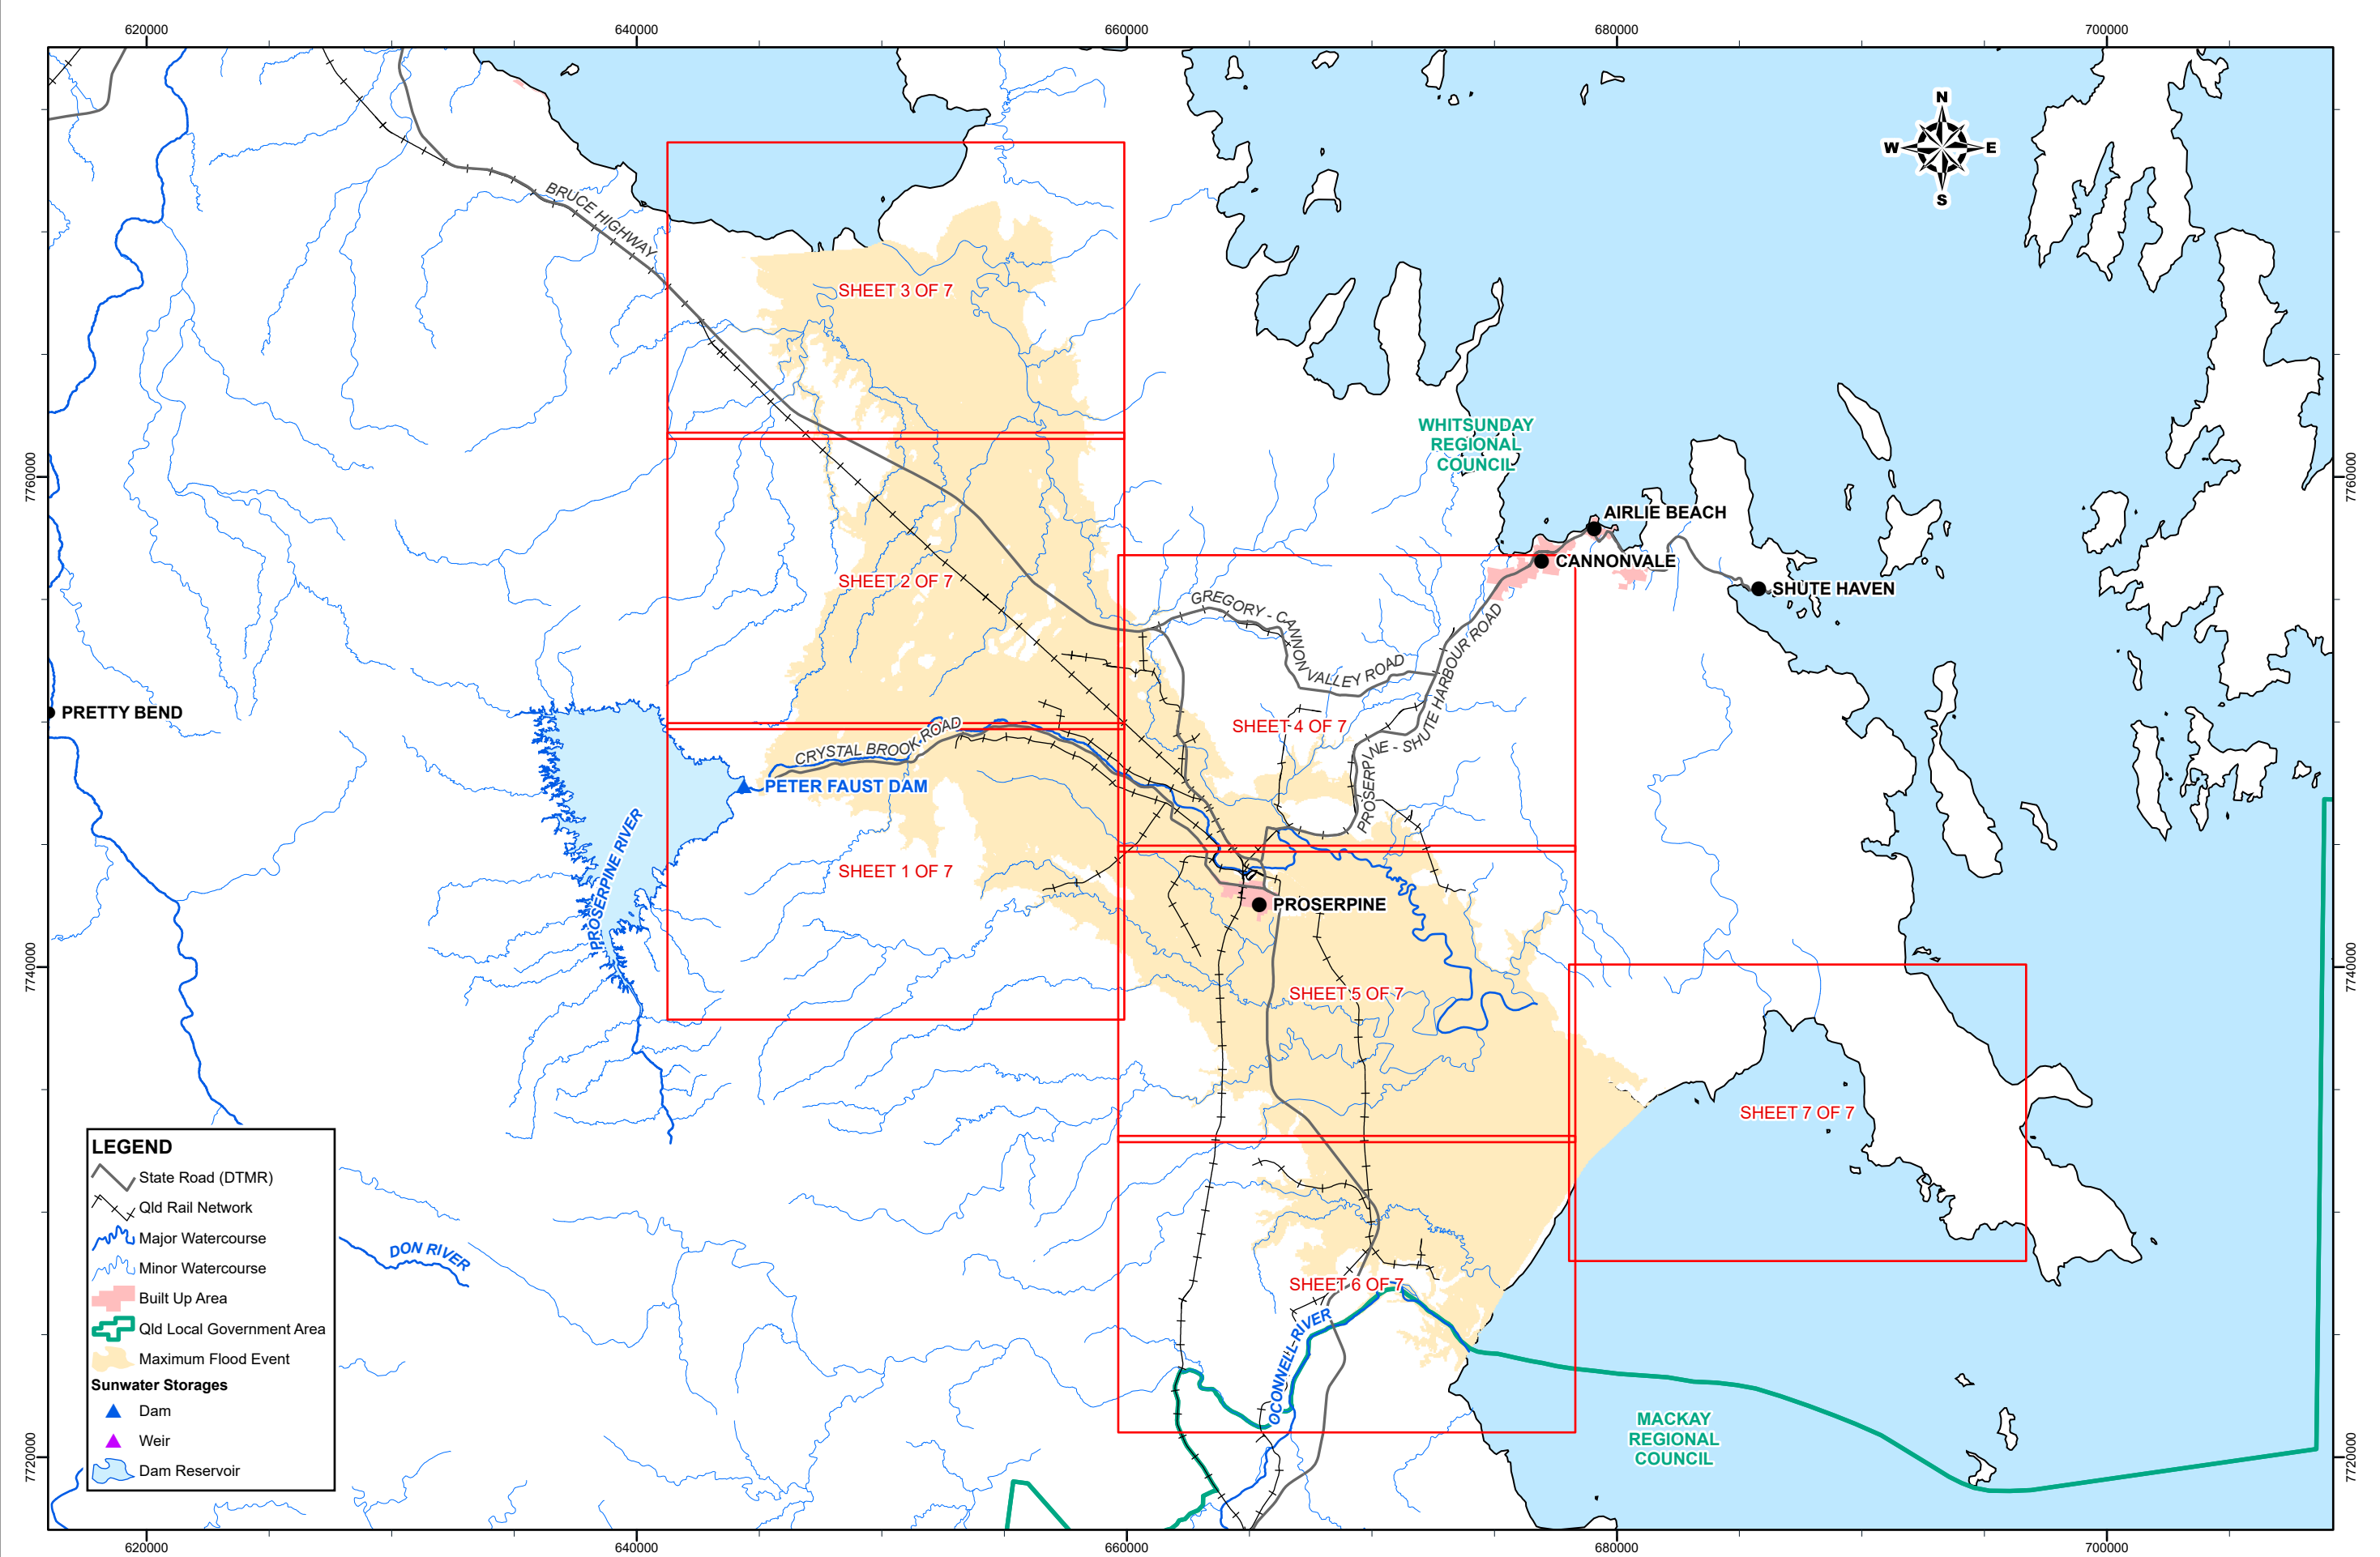 620000
640000
660000
680000
700000
N
W E
S
BRUCE HIGHWAY
SHEET 3 OF 7
WHITSUNDAY
REGIONAL
COUNCIL
7760000
7760000
AIRLIE BEACH
CANNONVALE
SHEET 2 OF 7
SHUTE HAVEN
GREGORY - CANNON VALLEY ROAD
PROSERPINE - SHUTE HARBOUR ROAD
PRETTY BEND
CRYSTAL BROOK ROAD
SHEET 4 OF 7
PETER FAUST DAM
PROSERPINE RIVER
SHEET 1 OF 7
PROSERPINE
7740000
7740000
SHEET 5 OF 7
SHEET 7 OF 7
LEGEND
State Road (DTMR)
Qld Rail Network
Major Watercourse
Minor Watercourse
Built Up Area
Qld Local Government Area
Maximum Flood Event
Sunwater Storages
Dam
Weir
Dam Reservoir
DON RIVER
SHEET 6 OF 7
OCONNELL RIVER
MACKAY
REGIONAL
COUNCIL
7720000
7720000
620000
640000
660000
680000
700000